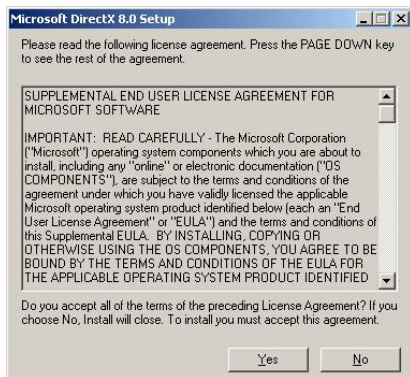 Microsoft DirectX 8.0 Setup
Please read the following license agreement. Press the PAGE DOWN key
to see the rest of the agreement.
SUPPLEMENTAL END USER LICENSE AGREEMENT FOR
MICROSOFT SOFTWARE
IMPORTANT: READ CAREFULLY - The Microsoft Corporation
("Microsoft") operating system components which you are about to
install, including any "online" or electronic documentation ("OS
COMPONENTS"), are subject to the terms and conditions of the
agreement under which you have validly licensed the applicable
Microsoft operating system product identified below (each an "End
User License Agreement" or "EULA") and the terms and conditions of
this Supplemental EULA. BY INSTALLING, COPYING OR
OTHERWISE USING THE OS COMPONENTS, YOU AGREE TO BE
BOUND BY THE TERMS AND CONDITIONS OF THE EULA FOR
THE APPLICABLE OPERATING SYSTEM PRODUCT IDENTIFIED
Do you accept all of the terms of the preceding License Agreement? If you
choose No, Install will close. To install you must accept this agreement.
Yes No